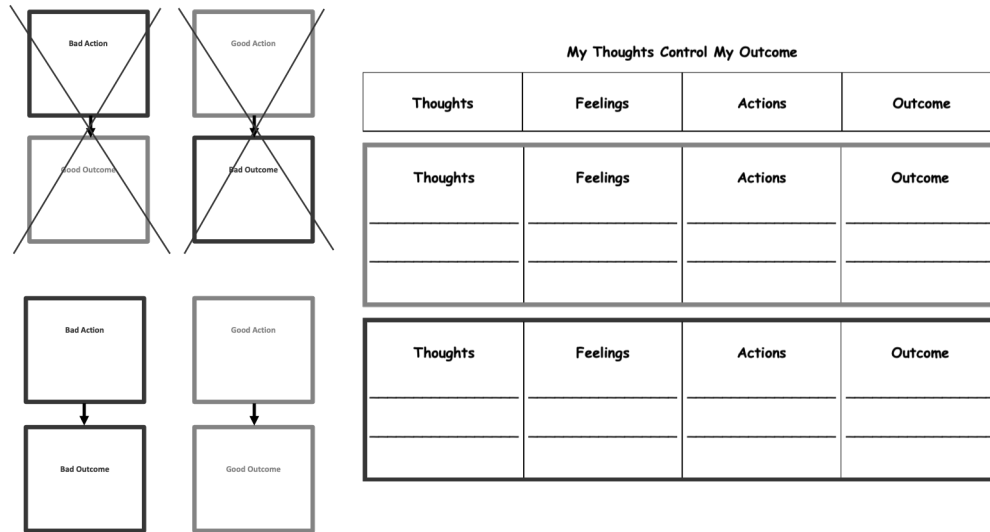 Bad Action
Good Outcome
Good Action
Bad Outcome
Bad Action
Bad Outcome
Good Action
Good Outcome
My Thoughts Control My Outcome
Thoughts Feelings Actions Outcome
Thoughts Feelings Actions Outcome
Thoughts Feelings Actions Outcome